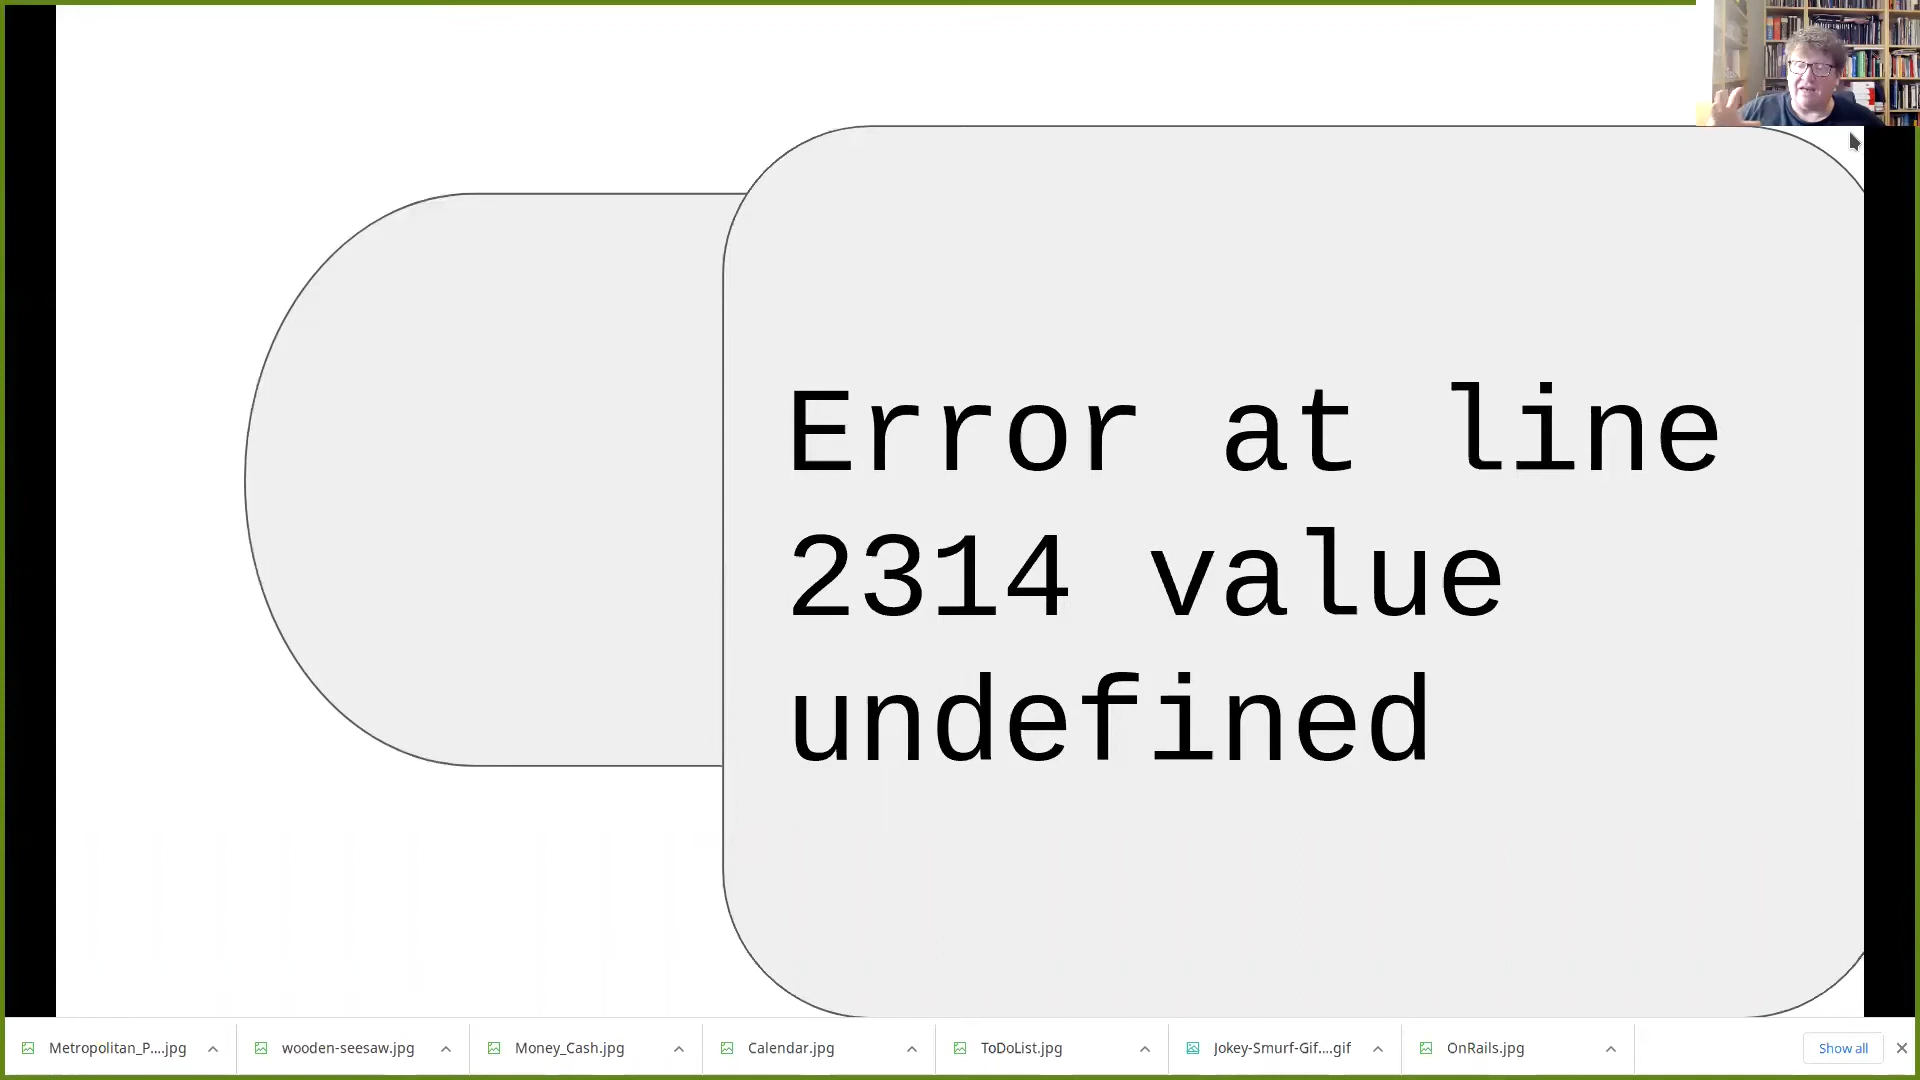 Error at line
2314 value
undefined
Metropolitan_P....jpg
wooden-seesaw.jpg
Money_Cash.jpg
Calendar.jpg
ToDoList.jpg
Jokey-Smurf-Gif....gif
OnRails.jpg
Show all